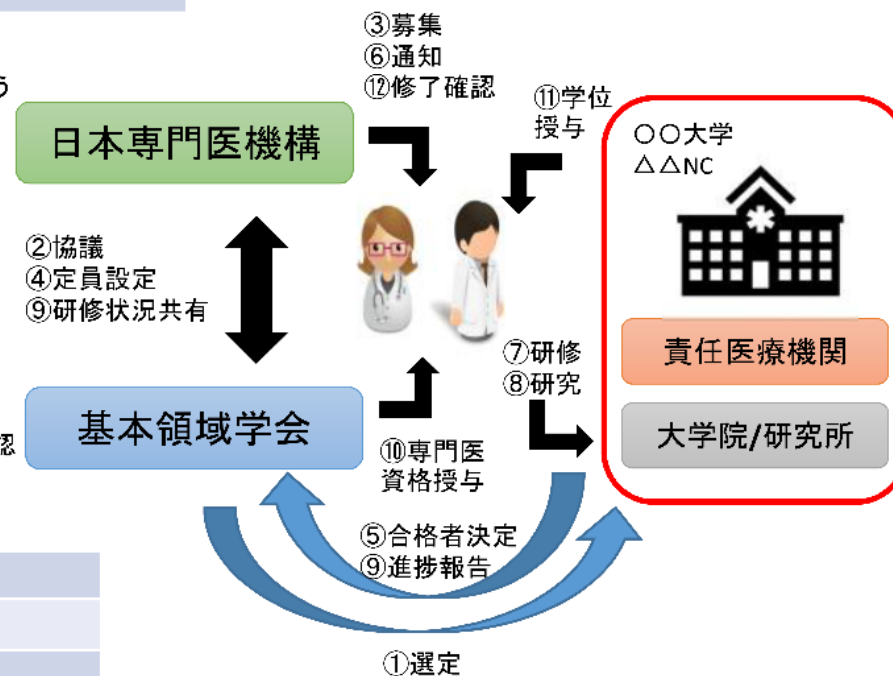 ③募集
⑥通知
⑫修了確認
う
日本専門医機構
⑪学位
授与
〇〇大学
△△NC
②協議
④定員設定
⑨研修状況共有
⑦研修
⑧研究
責任医療機関
基本領域学会
大学院/研究所
認
⑩専門医
資格授与
⑤合格者決定
⑨進捗報告
①選定